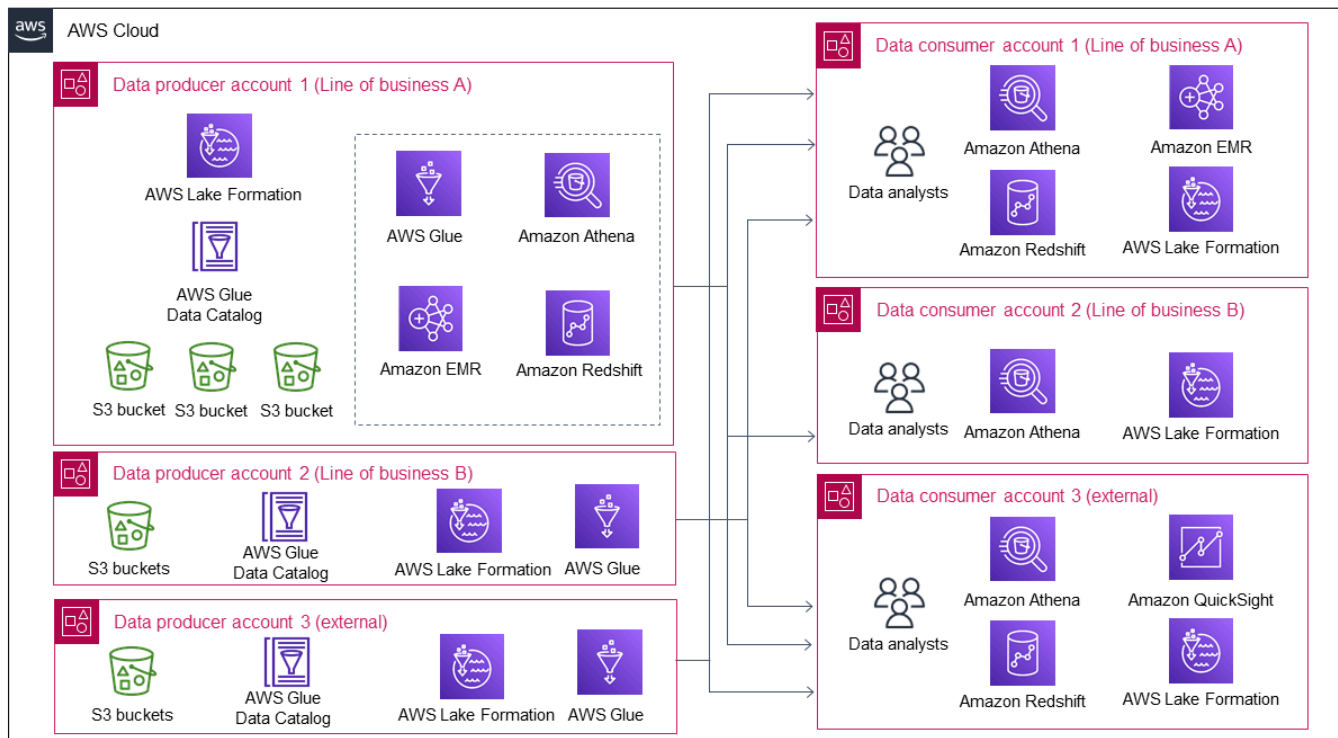 aws
AWS Cloud
Data producer account 1 (Line of business A)
AWS Lake Formation
AWS Glue
Data Catalog
S3 bucket
S3 bucket
S3 bucket
AWS Glue
Amazon Athena
Amazon EMR
Amazon Redshift
Data producer account 2 (Line of business B)
S3 buckets
AWS Glue
Data Catalog
AWS Lake Formation
AWS Glue
Data producer account 3 (external)
S3 buckets
AWS Glue
Data Catalog
AWS Lake Formation
AWS Glue
Data consumer account 1 (Line of business A)
Data analysts
Amazon Athena
Amazon EMR
Amazon Redshift
AWS Lake Formation
Data consumer account 2 (Line of business B)
Data analysts
Amazon Athena
AWS Lake Formation
Data consumer account 3 (external)
Data analysts
Amazon Athena
Amazon QuickSight
Amazon Redshift
AWS Lake Formation